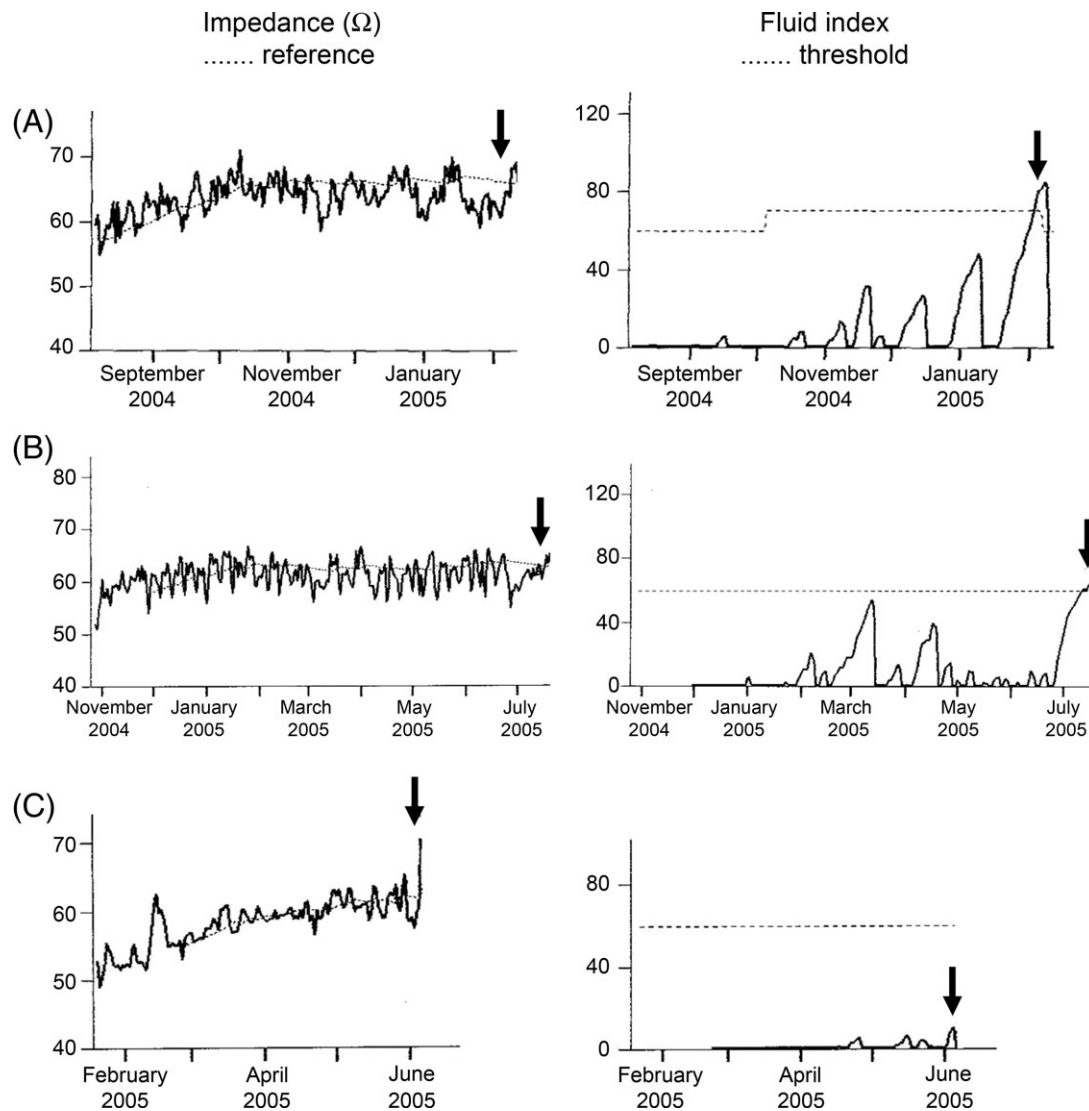 Impedance (Ω)
....... reference
Fluid index
....... threshold
(A)
70
60
50
40
September
2004
November
2004
January
2005
120
80
40
0
September
2004
November
2004
January
2005
(B)
80
70
60
50
40
November
2004
January
2005
March
2005
May
2005
July
2005
120
80
40
0
November
2004
January
2005
March
2005
May
2005
July
2005
(C)
70
60
50
40
February
2005
April
2005
June
2005
80
40
0
February
2005
April
2005
June
2005